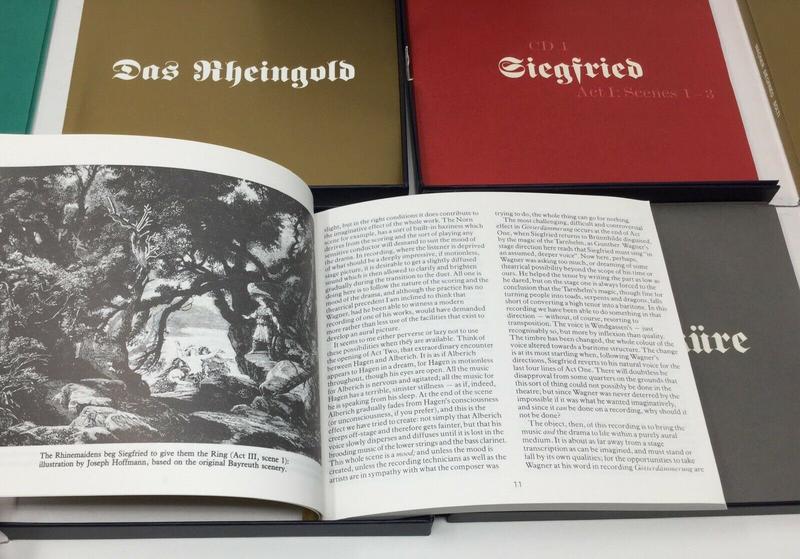 Das Rheingold
CD 1
Siegfried
Act I: Scenes 1–3
The Rhinemaidens beg Siegfried to give them the Ring (Act III, scene 1):
illustration by Joseph Hoffmann, based on the original Bayreuth scenery.
slight, but in the right conditions it does contribute to
the imaginative effect of the whole work. The Norn
scene for example, has a sort of built-in haziness which
derives from the scoring and the sort of playing any
sensitive conductor will demand to suit the mood of
the drama. In recording, where the listener is deprived
of what should be a deeply impressive, if motionless,
stage picture, it is desirable to get a slightly diffused
sound which is then allowed to clarify and brighten
gradually during the transition to the duet. All one is
doing here is to follow the nature of the scoring and the
mood of the drama, and although the practice has no
theatrical precedent I am inclined to think that
Wagner, had he been able to witness a modern
recording of one of his works, would have demanded
more rather than less use of the facilities that exist to
develop an aural picture.
It seems to me either perverse or lazy not to use
these possibilities when they are available. Think of
the opening of Act Two, that extraordinary encounter
between Hagen and Alberich. It is as if Alberich
appears to Hagen in a dream, for Hagen is motionless
throughout, though his eyes are open. All the music
for Alberich is nervous and agitated; all the music for
Hagen has a terrible, sinister stillness — as if, indeed,
he is speaking from his sleep. At the end of the scene
Alberich gradually fades from Hagen's consciousness
(or unconsciousness, if you prefer), and this is the
effect we have tried to create: not simply that Alberich
creeps off-stage and therefore gets fainter, but that his
voice slowly disperses and diffuses until it is lost in the
brooding music of the lower strings and the bass clarinet.
This whole scene is a mood; and unless the mood is
created, unless the recording technicians as well as the
artists are in sympathy with what the composer was
trying to do, the whole thing can go for nothing.
The most challenging, difficult and controversial
effect in Götterdämmerung occurs at the end of Act
One, when Siegfried returns to Brünnhilde disguised,
by the magic of the Tarnhelm, as Gunther. Wagner's
stage direction here reads that Siegfried must sing "in
an assumed, deeper voice". Now here, perhaps,
Wagner was asking too much, or dreaming of some
theatrical possibility beyond the scope of his time or
ours. He helped the tenor by writing the part as low as
he dared, but on the stage one is always forced to the
conclusion that the Tarnhelm's magic, though fine for
turning people into toads, serpents and dragons, falls
short of converting a high tenor into a baritone. In this
recording we have been able to do something in that
direction — without, of course, resorting to
transposition. The voice is Windgassen's — just
recognisably so, but more by inflexion than quality.
The timbre has been changed, the whole colour of the
voice altered towards a baritone structure. The change
is at its most startling when, following Wagner's
directions, Siegfried reverts to his natural voice for the
last four lines of Act One. There will doubtless be
disapproval from some quarters on the grounds that
this sort of thing could not possibly be done in the
theatre; but since Wagner was never deterred by the
impossible if it was what he wanted imaginatively,
and since it can be done on a recording, why should it
not be done?
The object, then, of this recording is to bring the
music and the drama to life within a purely aural
medium. It is about as far away from a stage
transcription as can be imagined, and must stand or
fall by its own qualities; for the opportunities to take
Wagner at his word in recording Götterdämmerung are
11
üre